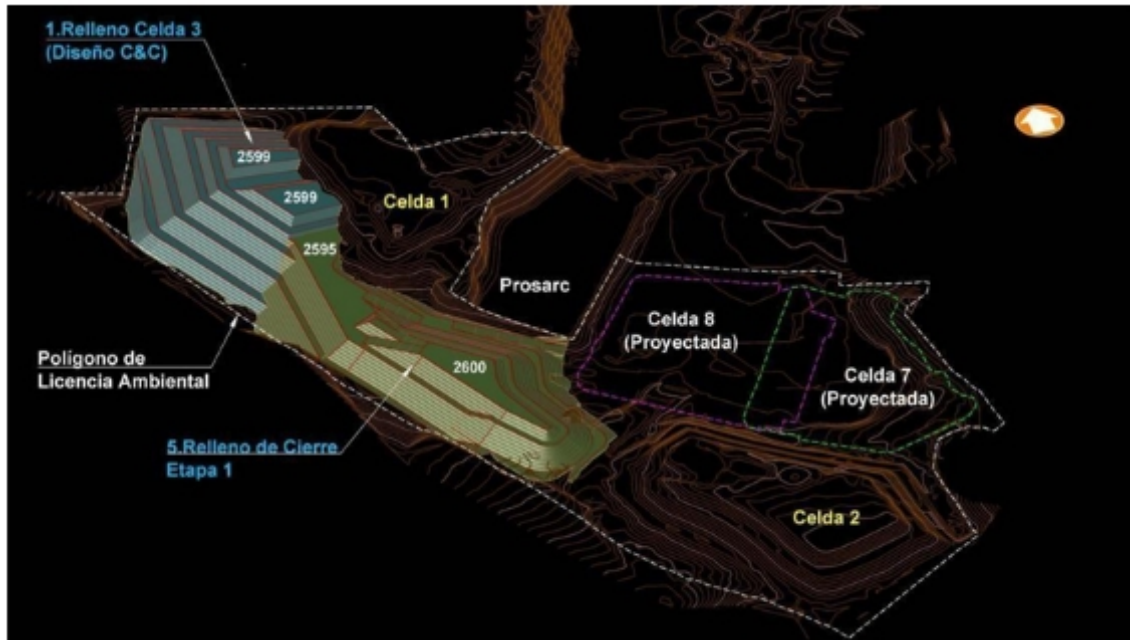 1.Relleno Celda 3
(Diseño C&C)
2599
Celda 1
2599
2595
Prosarc
Celda 8
(Proyectada)
Polígono de
Licencia Ambiental
2600
Celda 7
(Proyectada)
5.Relleno de Cierre
Etapa 1
Celda 2